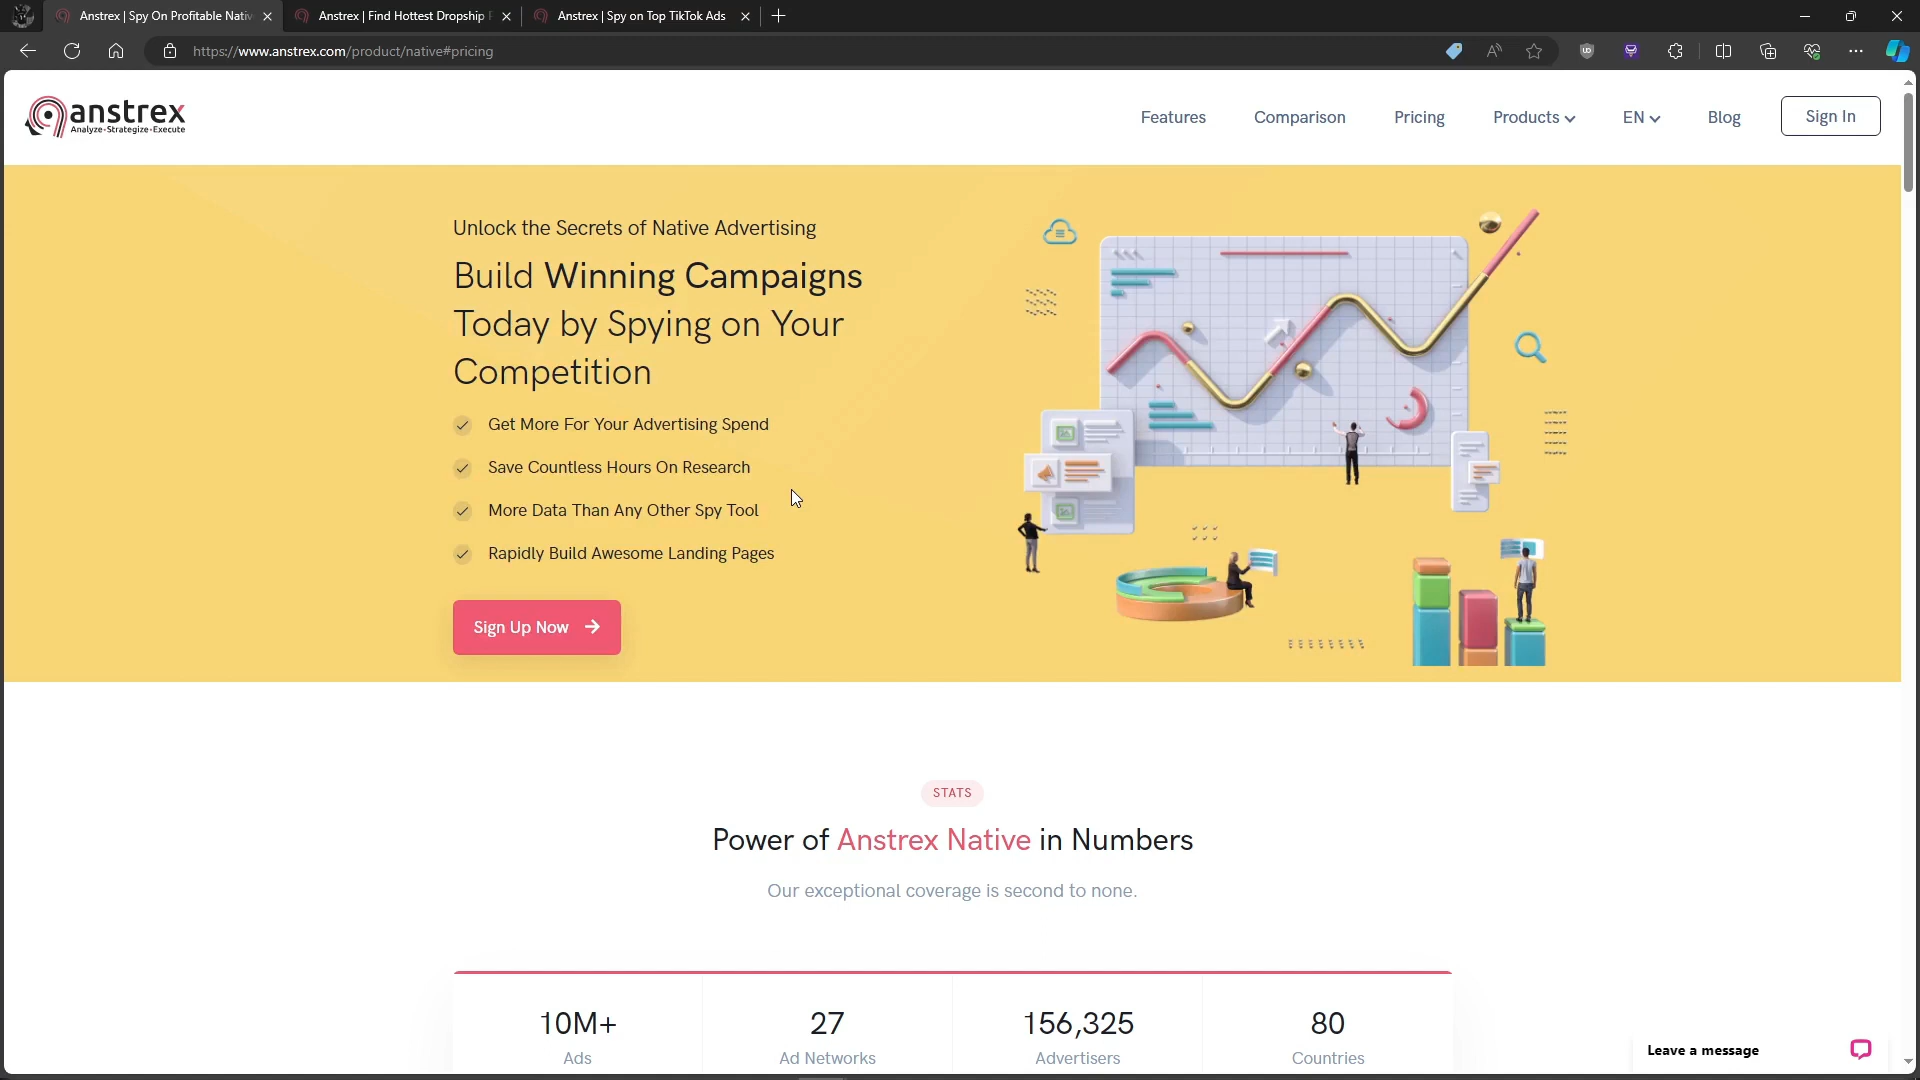 Anstrex | Spy On Profitable Nativ
Anstrex | Find Hottest Dropship P
Anstrex | Spy on Top TikTok Ads
https://www.anstrex.com/product/native#pricing
anstrex
Analyze-Strategize-Execute
Features
Comparison
Pricing
Products
EN
Blog
Sign In
Unlock the Secrets of Native Advertising
Build Winning Campaigns
Today by Spying on Your
Competition
Get More For Your Advertising Spend
Save Countless Hours On Research
More Data Than Any Other Spy Tool
Rapidly Build Awesome Landing Pages
Sign Up Now
STATS
Power of Anstrex Native in Numbers
Our exceptional coverage is second to none.
10M+
Ads
27
Ad Networks
156,325
Advertisers
80
Countries
Leave a message